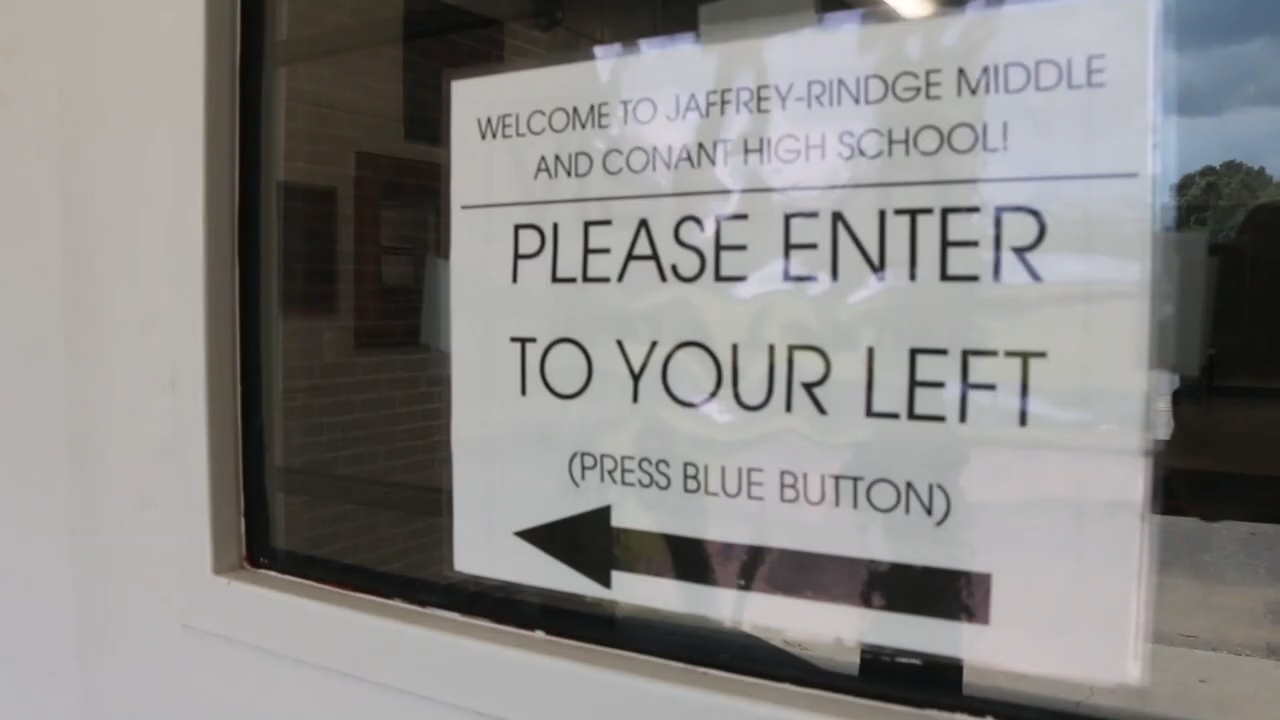 WELCOME TO JAFFREY-RINDGE MIDDLE
AND CONANT HIGH SCHOOL!
PLEASE ENTER
TO YOUR LEFT
(PRESS BLUE BUTTON)